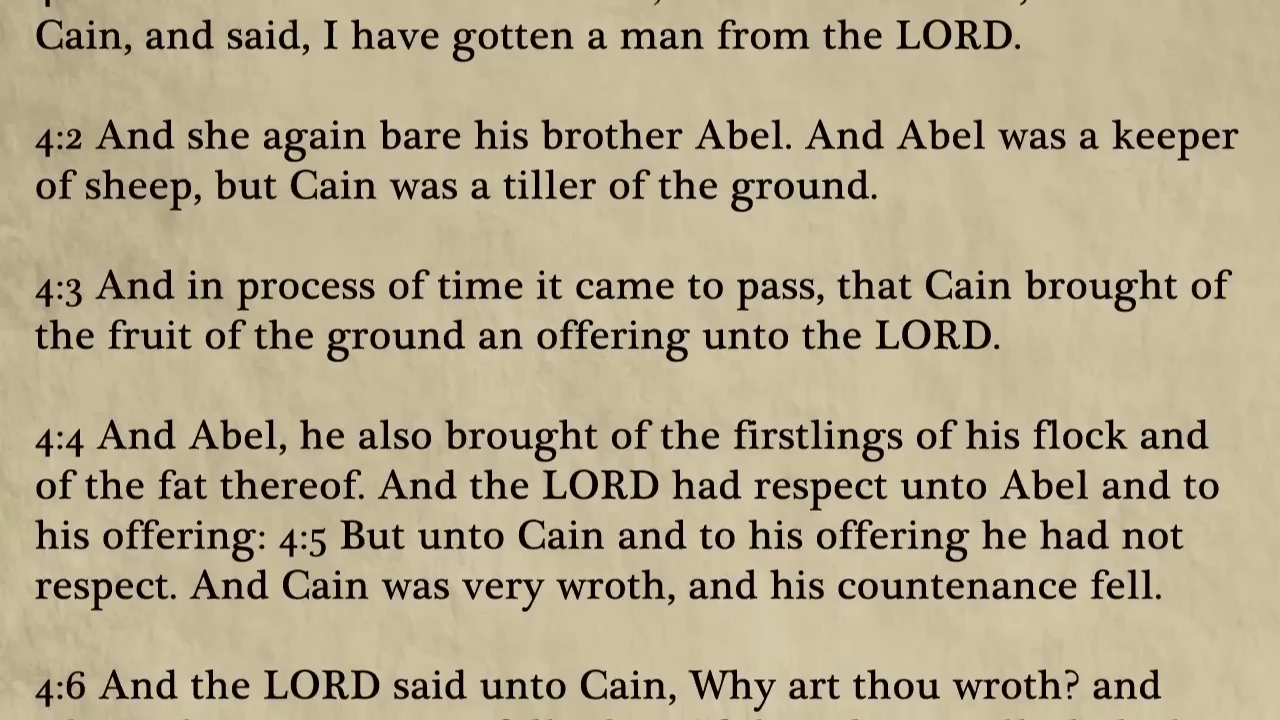 Cain, and said, I have gotten a man from the LORD.
4:2 And she again bare his brother Abel. And Abel was a keeper
of sheep, but Cain was a tiller of the ground.
4:3 And in process of time it came to pass, that Cain brought of
the fruit of the ground an offering unto the LORD.
4:4 And Abel, he also brought of the firstlings of his flock and
of the fat thereof. And the LORD had respect unto Abel and to
his offering: 4:5 But unto Cain and to his offering he had not
respect. And Cain was very wroth, and his countenance fell.
4:6 And the LORD said unto Cain, Why art thou wroth? and